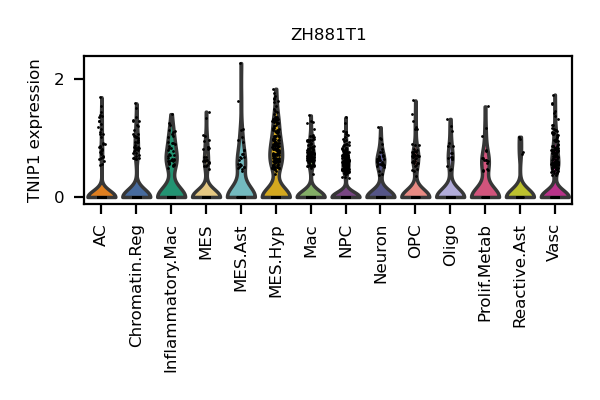 ZH881T1
TNIP1 expression
2
0
AC
Chromatin.Reg
Inflammatory.Mac
MES
MES.Ast
MES.Hyp
Mac
NPC
Neuron
OPC
Oligo
Prolif.Metab
Reactive.Ast
Vasc